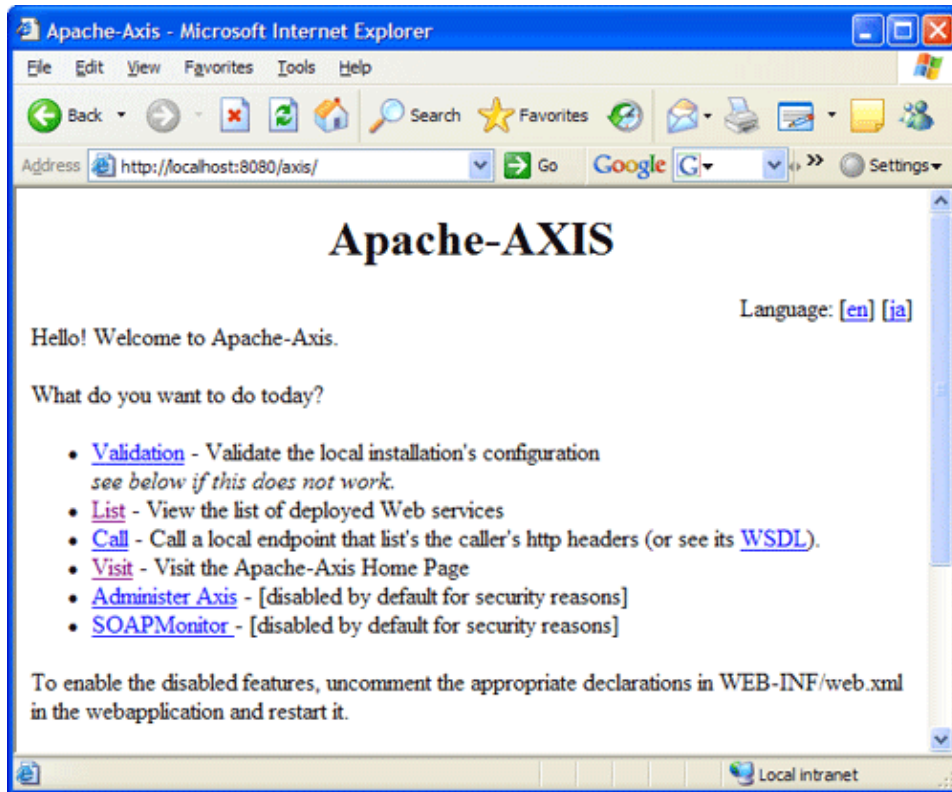 Apache-Axis - Microsoft Internet Explorer
File Edit View Favorites Tools Help
Back Search Favorites
Address http://localhost:8080/axis/ Go Google G Settings
Apache-AXIS
Language: [en] [ja]
Hello! Welcome to Apache-Axis.
What do you want to do today?
• Validation - Validate the local installation's configuration
see below if this does not work.
• List - View the list of deployed Web services
• Call - Call a local endpoint that list's the caller's http headers (or see its WSDL).
• Visit - Visit the Apache-Axis Home Page
• Administer Axis - [disabled by default for security reasons]
• SOAPMonitor - [disabled by default for security reasons]
To enable the disabled features, uncomment the appropriate declarations in WEB-INF/web.xml
in the webapplication and restart it.
Local intranet